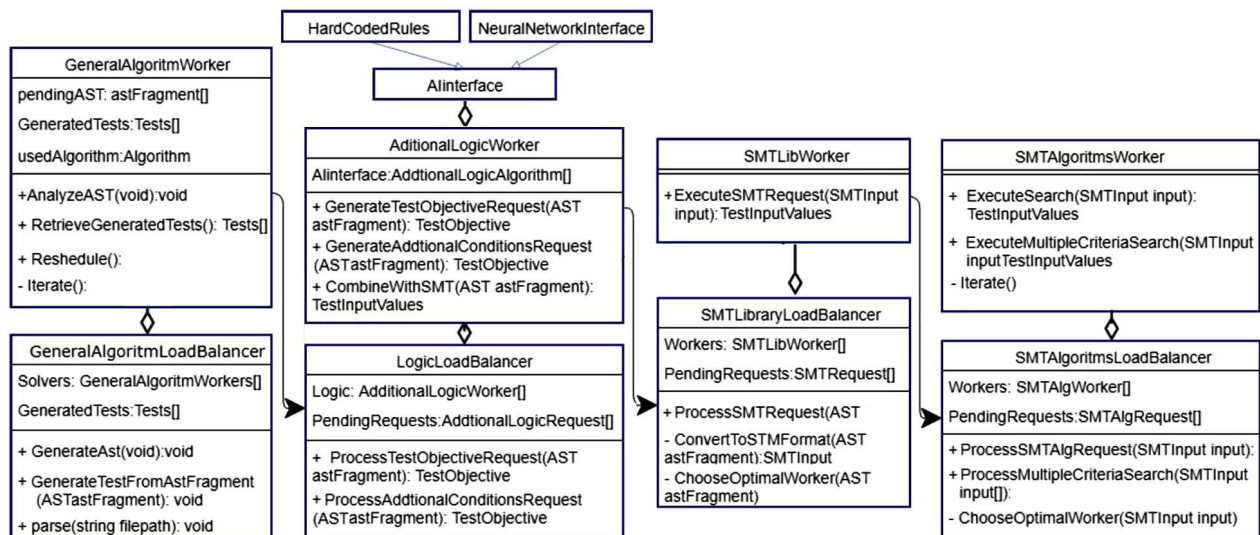 HardCodedRules
NeuralNetworkInterface
AIinterface
GeneralAlgoritmWorker
pendingAST: astFragment[]
GeneratedTests:Tests[]
usedAlgorithm:Algorithm
+AnalyzeAST(void):void
+ RetrieveGeneratedTests(): Tests[]
+ Reshedule():
- Iterate():
GeneralAlgoritmLoadBalancer
Solvers: GeneralAlgoritmWorkers[]
GeneratedTests:Tests[]
+ GenerateAst(void):void
+ GenerateTestFromAstFragment
(ASTastFragment): void
+ parse(string filepath): void
AditionalLogicWorker
AIinterface:AddtionalLogicAlgorithm[]
+ GenerateTestObjectiveRequest(AST
astFragment): TestObjective
+ GenerateAddtionalConditionsRequest
(ASTastFragment): TestObjective
+ CombineWithSMT(AST astFragment):
TestInputValues
LogicLoadBalancer
Logic: AdditionalLogicWorker[]
PendingRequests:AddtionalLogicRequest[]
+ ProcessTestObjectiveRequest(AST
astFragment): TestObjective
+ ProcessAddtionalConditionsRequest
(ASTastFragment): TestObjective
SMTLibWorker
+ExecuteSMTRequest(SMTInput
input): TestInputValues
SMTLibraryLoadBalancer
Workers: SMTLibWorker[]
PendingRequests:SMTRequest[]
+ ProcessSMTRequest(AST
- ConvertToSTMFormat(AST
astFragment):SMTInput
- ChooseOptimalWorker(AST
astFragment)
SMTAlgoritmsWorker
+ ExecuteSearch(SMTInput input):
TestInputValues
+ ExecuteMultipleCriteriaSearch(SMTInput
inputTestInputValues
- Iterate()
SMTAlgoritmsLoadBalancer
Workers: SMTAlgWorker[]
PendingRequests:SMTAlgRequest[]
+ ProcessSMTAlgRequest(SMTInput input):
+ ProcessMultipleCriteriaSearch(SMTInput
input[]):
- ChooseOptimalWorker(SMTInput input)